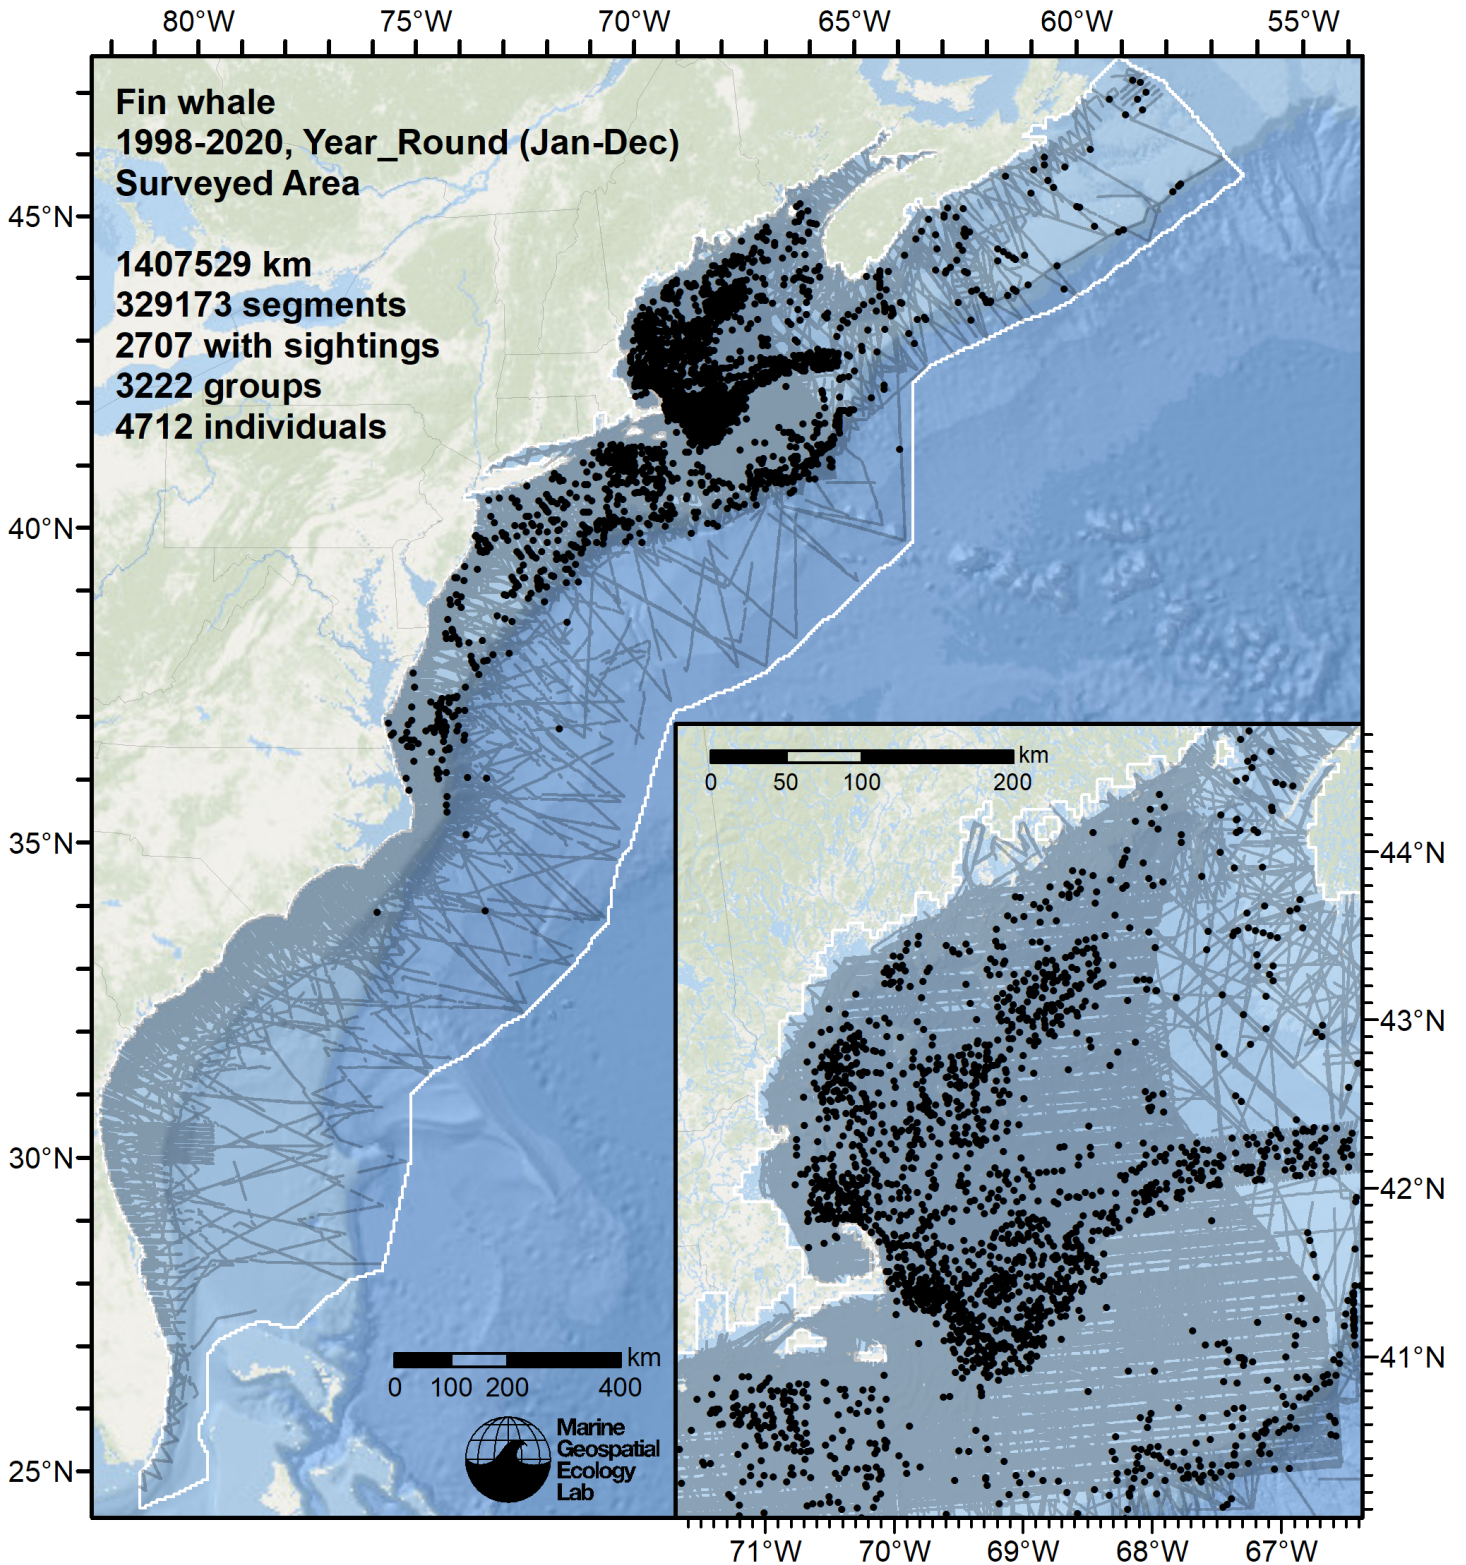 80°W 75°W 70°W 65°W 60°W 55°W
Fin whale
1998-2020, Year_Round (Jan-Dec)
Surveyed Area
45°N
1407529 km
329173 segments
2707 with sightings
3222 groups
4712 individuals
40°N
35°N
30°N
25°N
km
0 50 100 200
44°N
43°N
42°N
41°N
km
0 100 200 400
Marine
Geospatial
Ecology
Lab
71°W 70°W 69°W 68°W 67°W